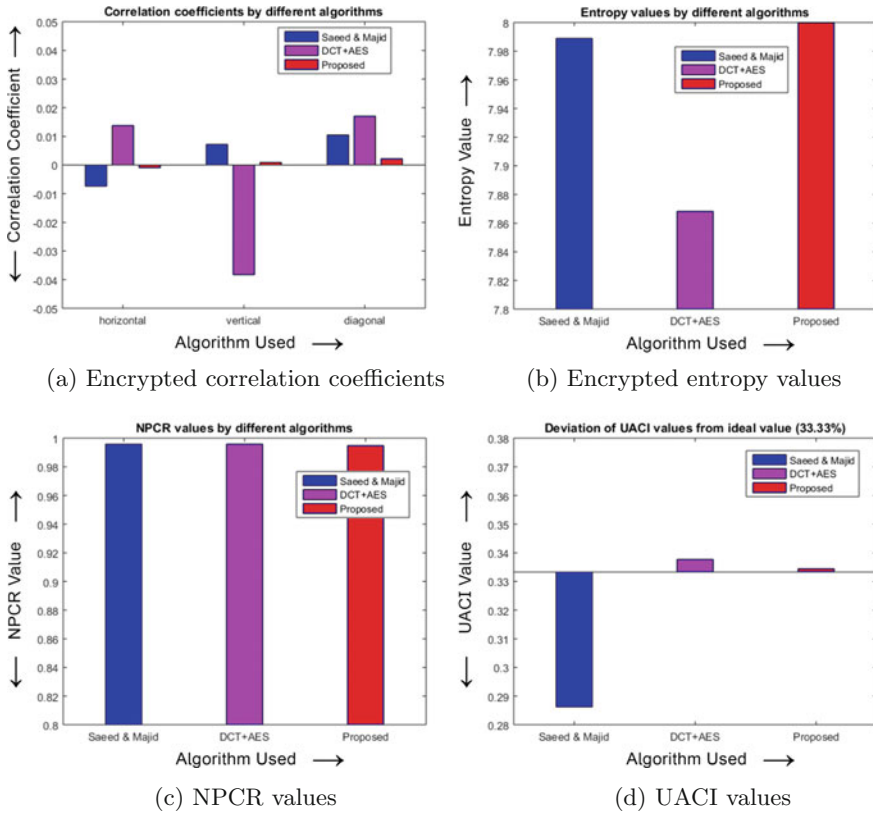 Correlation coefficients by different algorithms
0.05
0.04
0.03
0.02
0.01
0
-0.01
-0.02
-0.03
-0.04
-0.05
Correlation Coefficient
Saeed & Majid
DCT+AES
Proposed
horizontal vertical diagonal
Algorithm Used
(a) Encrypted correlation coefficients
Entropy values by different algorithms
8
7.98
7.96
7.94
7.92
7.9
7.88
7.86
7.84
7.82
7.8
Entropy Value
Saeed & Majid
DCT+AES
Proposed
Saeed & Majid DCT+AES Proposed
Algorithm Used
(b) Encrypted entropy values
NPCR values by different algorithms
1
0.98
0.96
0.94
0.92
0.9
0.88
0.86
0.84
0.82
0.8
NPCR Value
Saeed & Majid
DCT+AES
Proposed
Saeed & Majid DCT+AES Proposed
Algorithm Used
(c) NPCR values
Deviation of UACI values from ideal value (33.33%)
0.38
0.37
0.36
0.35
0.34
0.33
0.32
0.31
0.3
0.29
0.28
UACI Value
Saeed & Majid
DCT+AES
Proposed
Saeed & Majid DCT+AES Proposed
Algorithm Used
(d) UACI values